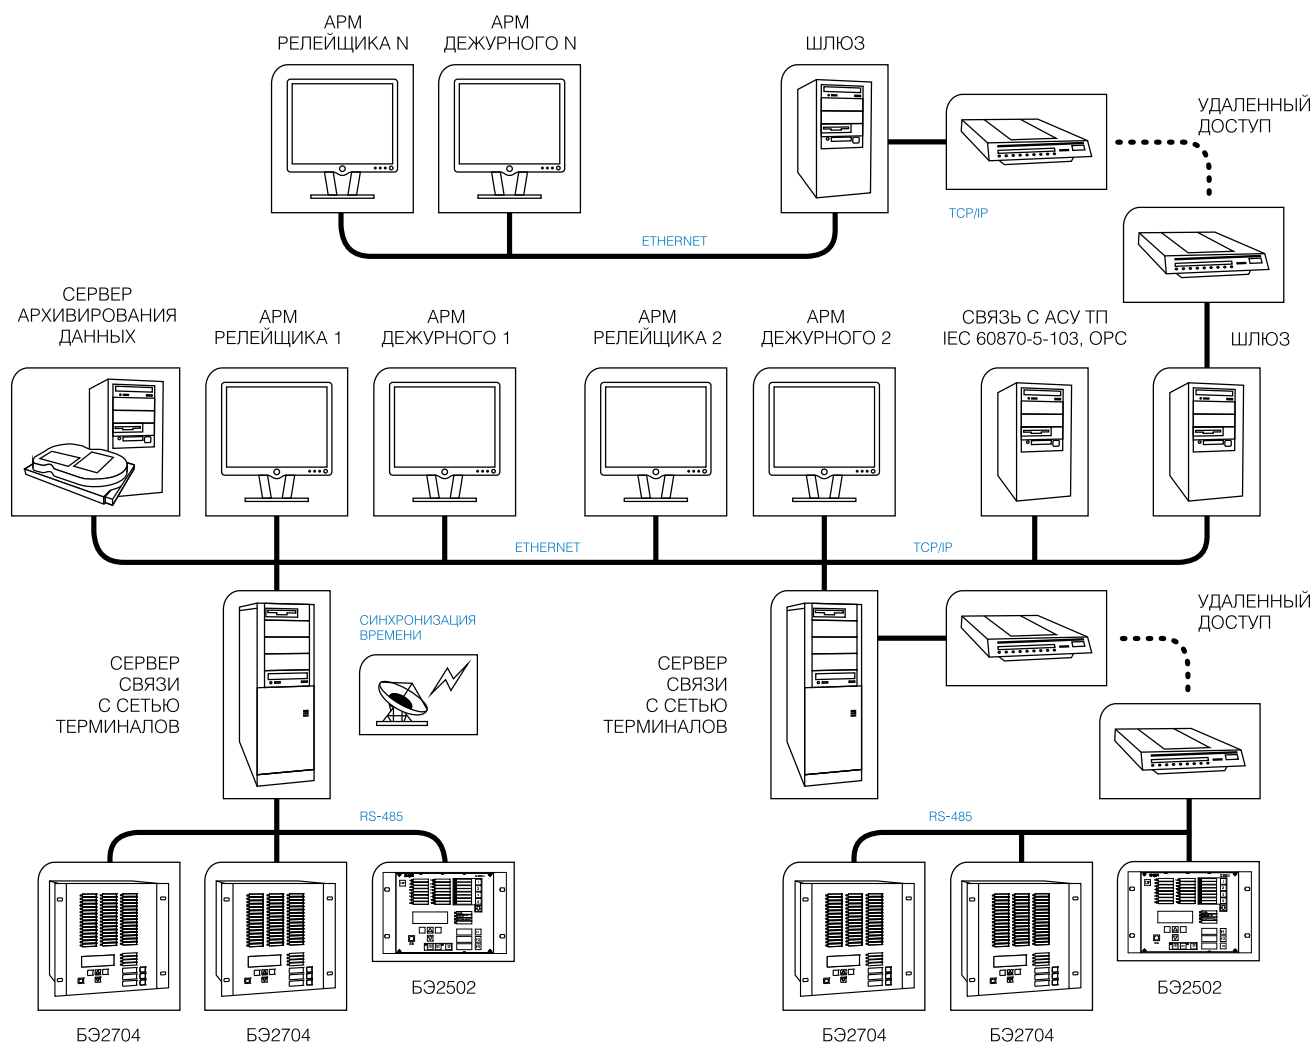 АРМ
РЕЛЕЙЩИКА N
АРМ
ДЕЖУРНОГО N
ШЛЮЗ
УДАЛЕННЫЙ
ДОСТУП
TCP/IP
ETHERNET
СЕРВЕР
АРХИВИРОВАНИЯ
ДАННЫХ
АРМ
РЕЛЕЙЩИКА 1
АРМ
ДЕЖУРНОГО 1
АРМ
РЕЛЕЙЩИКА 2
АРМ
ДЕЖУРНОГО 2
СВЯЗЬ С АСУ ТП
IEC 60870-5-103, OPC
ШЛЮЗ
ETHERNET
TCP/IP
СИНХРОНИЗАЦИЯ
ВРЕМЕНИ
СЕРВЕР
СВЯЗИ
С СЕТЬЮ
ТЕРМИНАЛОВ
СЕРВЕР
СВЯЗИ
С СЕТЬЮ
ТЕРМИНАЛОВ
УДАЛЕННЫЙ
ДОСТУП
RS-485
RS-485
БЭ2704
БЭ2704
БЭ2502
БЭ2704
БЭ2704
БЭ2502